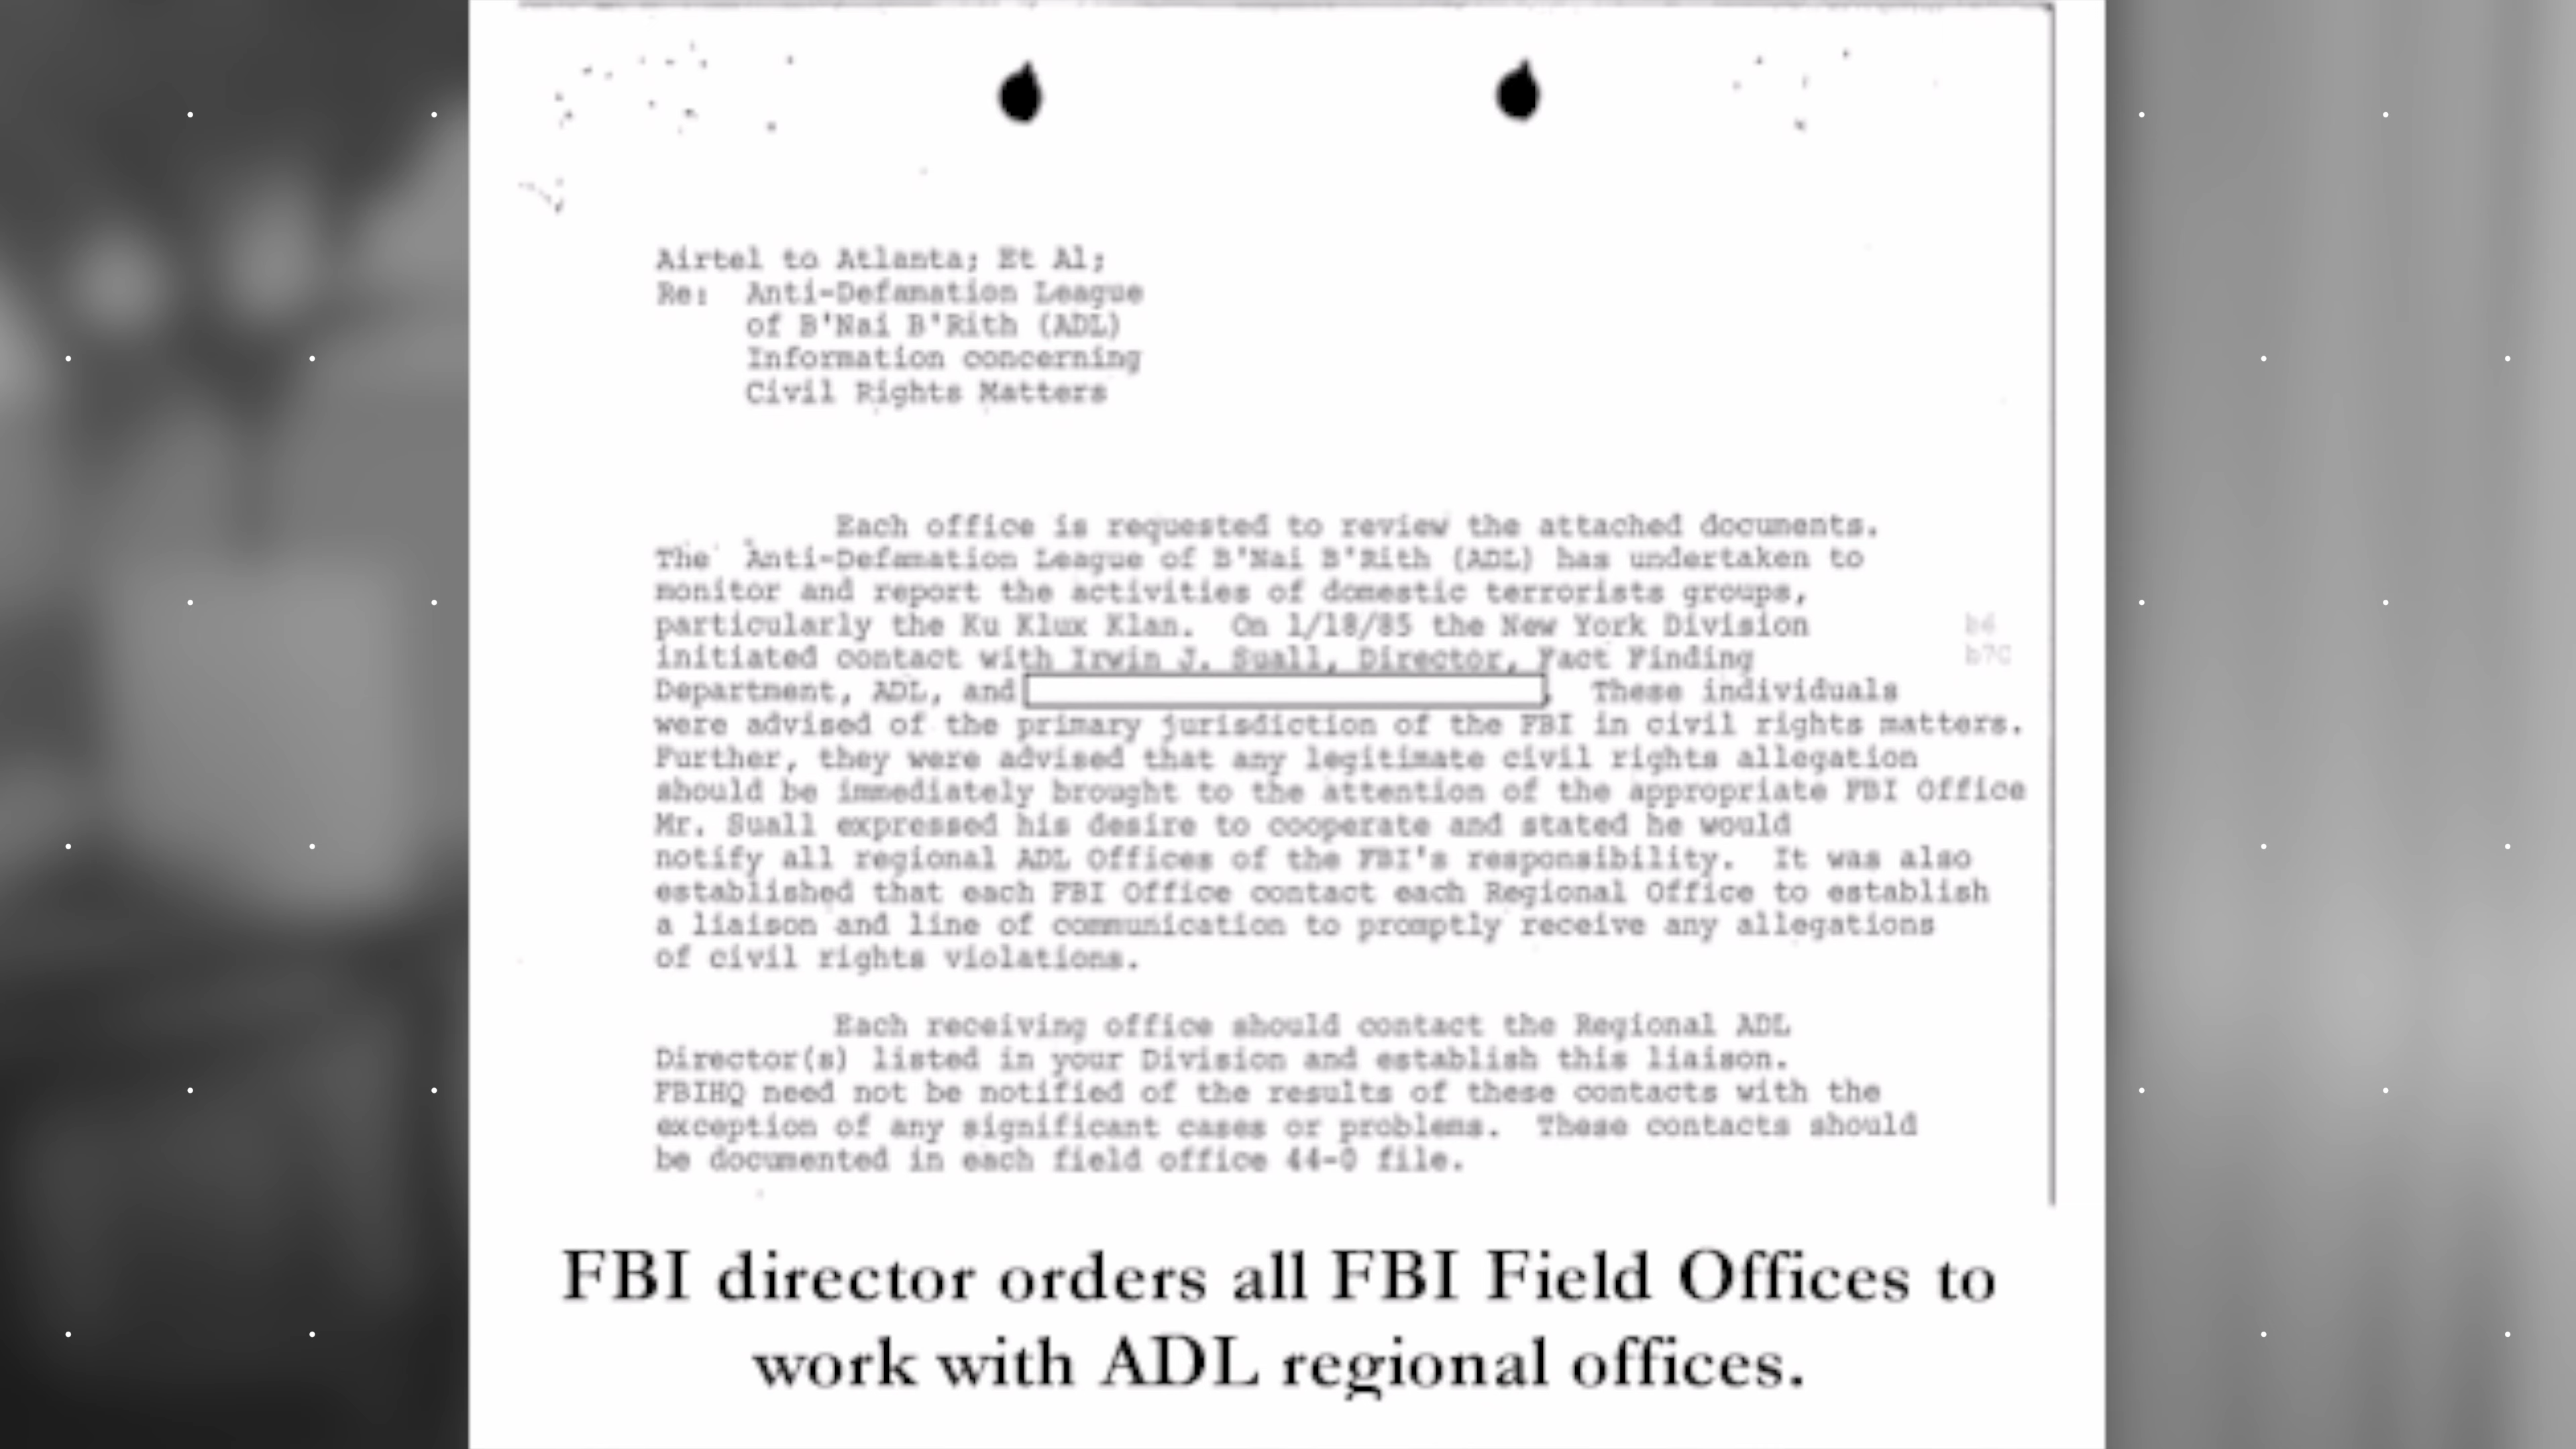 Airtel to Atlanta; Et Al;
Re: Anti-Defamation League
of B'Nai B'Rith (ADL)
Information concerning
Civil Rights Matters
Each office is requested to review the attached documents.
The Anti-Defamation League of B'Nai B'Rith (ADL) has undertaken to
monitor and report the activities of domestic terrorists groups,
particularly the Ku Klux Klan. On 1/18/85 the New York Division
b6
initiated contact with Irwin J. Suall, Director, Fact Finding
b7C
Department, ADL, and . These individuals
were advised of the primary jurisdiction of the FBI in civil rights matters.
Further, they were advised that any legitimate civil rights allegation
should be immediately brought to the attention of the appropriate FBI Office
Mr. Suall expressed his desire to cooperate and stated he would
notify all regional ADL Offices of the FBI's responsibility. It was also
established that each FBI Office contact each Regional Office to establish
a liaison and line of communication to promptly receive any allegations
of civil rights violations.
Each receiving office should contact the Regional ADL
Director(s) listed in your Division and establish this liaison.
FBIHQ need not be notified of the results of these contacts with the
exception of any significant cases or problems. These contacts should
be documented in each field office 44-0 file.
FBI director orders all FBI Field Offices to
work with ADL regional offices.